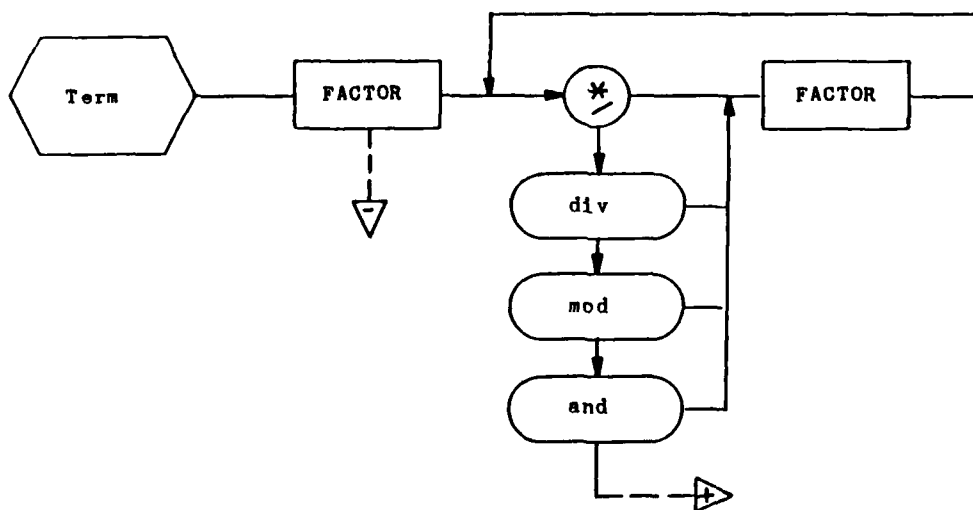 Term
FACTOR
*
/
FACTOR
div
-
mod
and
+